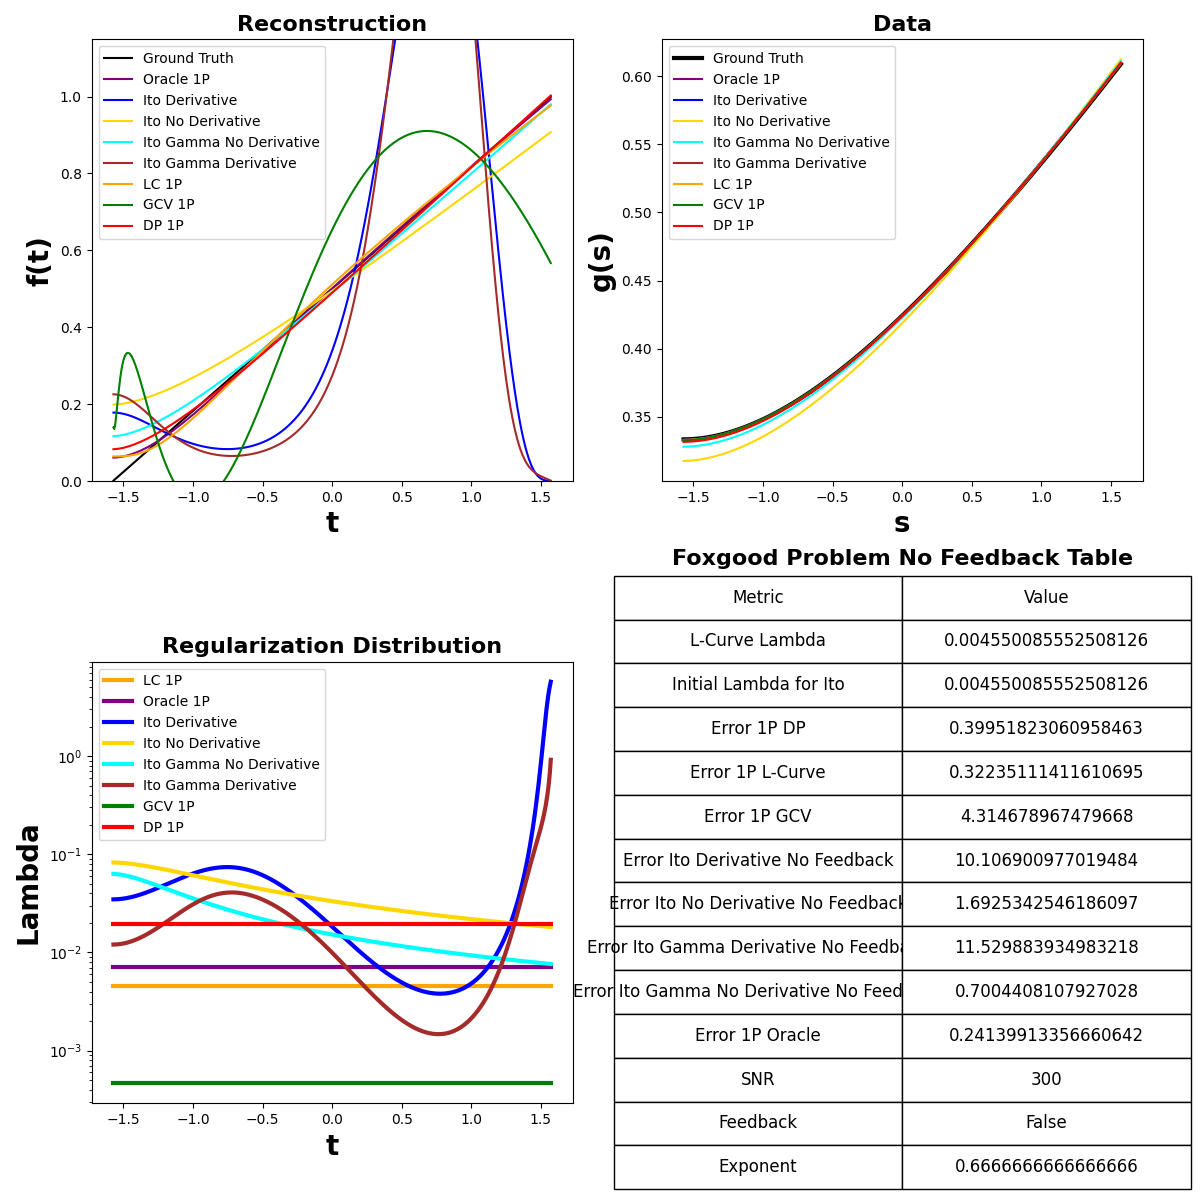 Reconstruction
Ground Truth
Oracle 1P
Ito Derivative
Ito No Derivative
Ito Gamma No Derivative
Ito Gamma Derivative
LC 1P
GCV 1P
DP 1P
f(t)
1.0
0.8
0.6
0.4
0.2
0.0
−1.5 −1.0 −0.5 0.0 0.5 1.0 1.5
t
Data
Ground Truth
Oracle 1P
Ito Derivative
Ito No Derivative
Ito Gamma No Derivative
Ito Gamma Derivative
LC 1P
GCV 1P
DP 1P
g(s)
0.60
0.55
0.50
0.45
0.40
0.35
−1.5 −1.0 −0.5 0.0 0.5 1.0 1.5
s
Regularization Distribution
LC 1P
Oracle 1P
Ito Derivative
Ito No Derivative
Ito Gamma No Derivative
Ito Gamma Derivative
GCV 1P
DP 1P
Lambda
10⁰
10⁻¹
10⁻²
10⁻³
−1.5 −1.0 −0.5 0.0 0.5 1.0 1.5
t
Foxgood Problem No Feedback Table
Metric Value
L-Curve Lambda 0.004550085552508126
Initial Lambda for Ito 0.004550085552508126
Error 1P DP 0.39951823060958463
Error 1P L-Curve 0.32235111411610695
Error 1P GCV 4.314678967479668
Error Ito Derivative No Feedback 10.106900977019484
Error Ito No Derivative No Feedback 1.6925342546186097
Error Ito Gamma Derivative No Feedba 11.529883934983218
Error Ito Gamma No Derivative No Feed 0.7004408107927028
Error 1P Oracle 0.24139913356660642
SNR 300
Feedback False
Exponent 0.6666666666666666